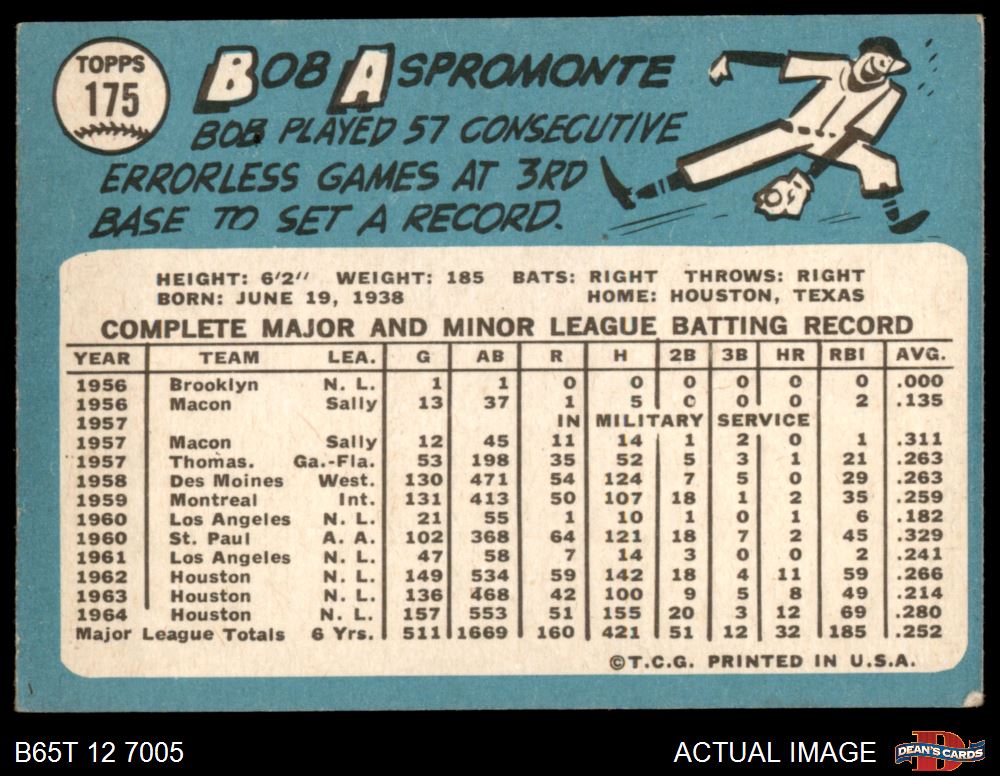 TOPPS
175
BOB ASPROMONTE
BOB PLAYED 57 CONSECUTIVE
ERRORLESS GAMES AT 3RD
BASE TO SET A RECORD.
HEIGHT: 6'2" WEIGHT: 185 BATS: RIGHT THROWS: RIGHT
BORN: JUNE 19, 1938 HOME: HOUSTON, TEXAS
COMPLETE MAJOR AND MINOR LEAGUE BATTING RECORD
YEAR TEAM LEA. G AB R H 2B 3B HR RBI AVG.
1956 Brooklyn N. L. 1 1 0 0 0 0 0 0 .000
1956 Macon Sally 13 37 1 5 0 0 0 2 .135
1957 IN MILITARY SERVICE
1957 Macon Sally 12 45 11 14 1 2 0 1 .311
1957 Thomas. Ga.-Fla. 53 198 35 52 5 3 1 21 .263
1958 Des Moines West. 130 471 54 124 7 5 0 29 .263
1959 Montreal Int. 131 413 50 107 18 1 2 35 .259
1960 Los Angeles N. L. 21 55 1 10 1 0 1 6 .182
1960 St. Paul A. A. 102 368 64 121 18 7 2 45 .329
1961 Los Angeles N. L. 47 58 7 14 3 0 0 2 .241
1962 Houston N. L. 149 534 59 142 18 4 11 59 .266
1963 Houston N. L. 136 468 42 100 9 5 8 49 .214
1964 Houston N. L. 157 553 51 155 20 3 12 69 .280
Major League Totals 6 Yrs. 511 1669 160 421 51 12 32 185 .252
©T.C.G. PRINTED IN U.S.A.
B65T 12 7005 ACTUAL IMAGE
D
DEAN'S CARDS